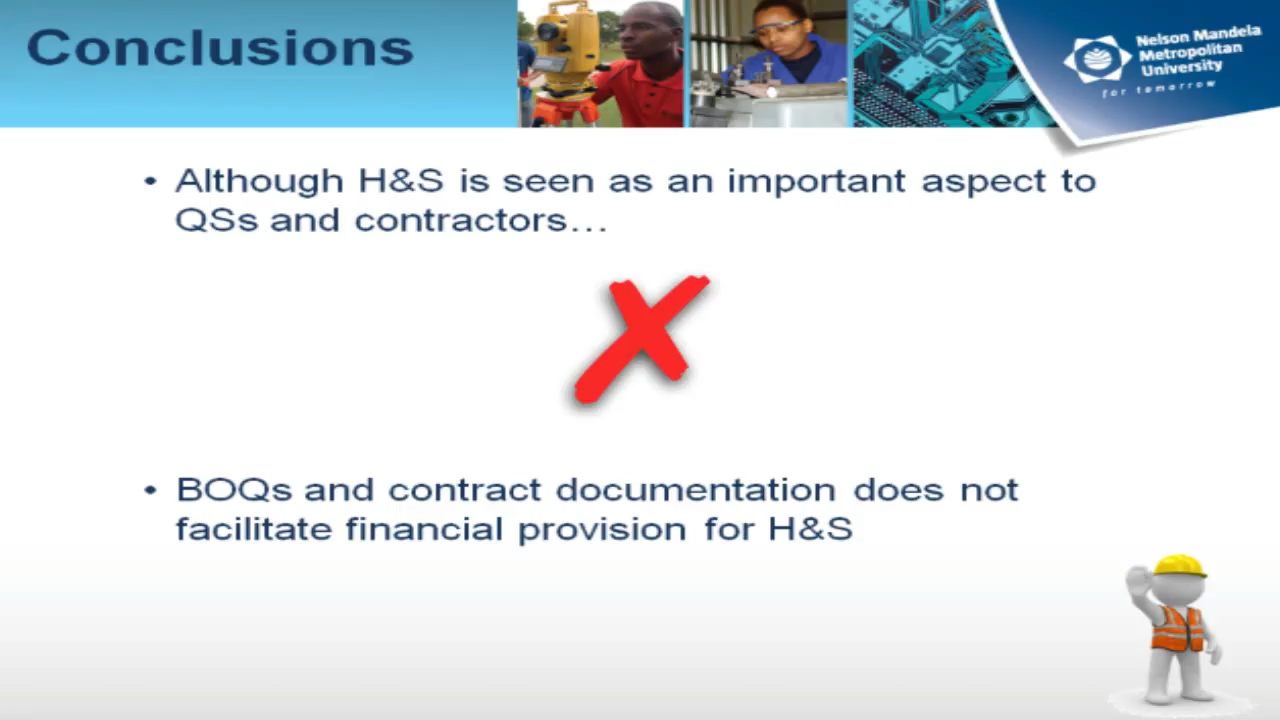 Conclusions
Nelson Mandela
Metropolitan
University
for tomorrow
• Although H&S is seen as an important aspect to
QSs and contractors…
• BOQs and contract documentation does not
facilitate financial provision for H&S